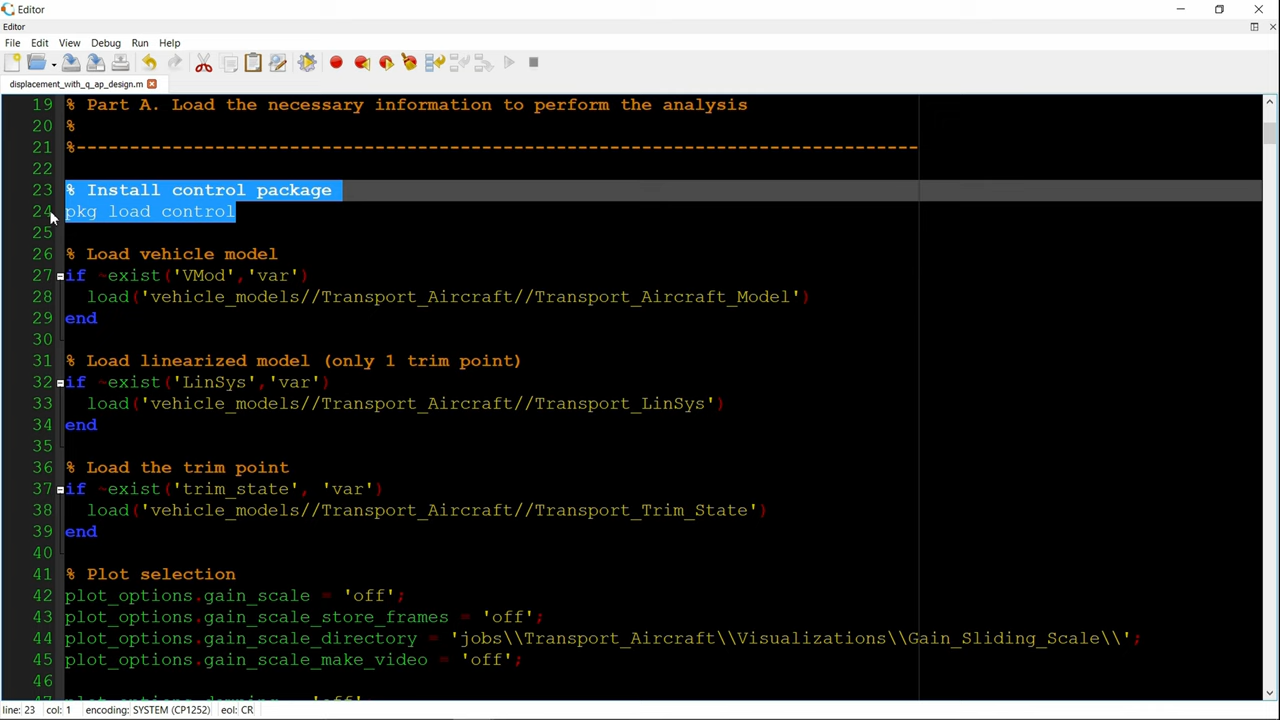 Editor
Editor
File Edit View Debug Run Help
displacement_with_q_ap_design.m
19 % Part A. Load the necessary information to perform the analysis
20 %
21 %-------------------------------------------------------------------------------
22
23 % Install control package
24 pkg load control
25
26 % Load vehicle model
27 if ~exist('VMod','var')
28 load('vehicle_models//Transport_Aircraft//Transport_Aircraft_Model')
29 end
30
31 % Load linearized model (only 1 trim point)
32 if ~exist('LinSys','var')
33 load('vehicle_models//Transport_Aircraft//Transport_LinSys')
34 end
35
36 % Load the trim point
37 if ~exist('trim_state', 'var')
38 load('vehicle_models//Transport_Aircraft//Transport_Trim_State')
39 end
40
41 % Plot selection
42 plot_options.gain_scale = 'off';
43 plot_options.gain_scale_store_frames = 'off';
44 plot_options.gain_scale_directory = 'jobs\\Transport_Aircraft\\Visualizations\\Gain_Sliding_Scale\\';
45 plot_options.gain_scale_make_video = 'off';
46
line: 23 col: 1 encoding: SYSTEM (CP1252) eol: CR